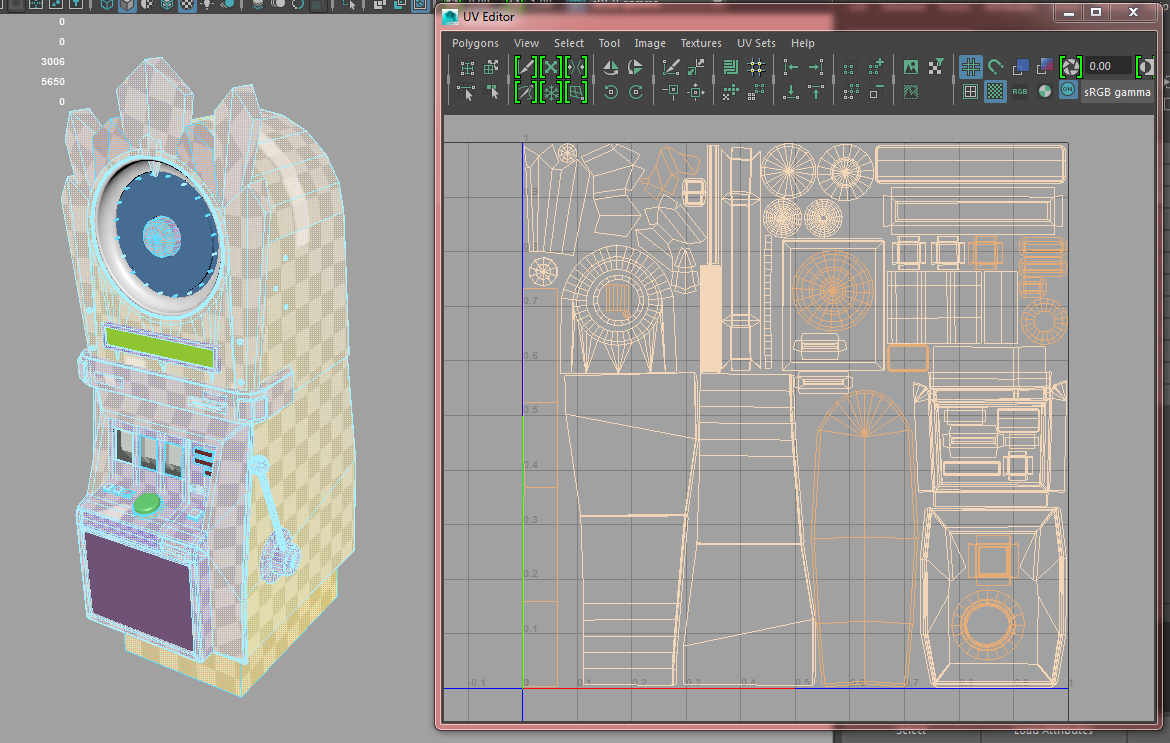 0
0
3006
5650
0
UV Editor
Polygons View Select Tool Image Textures UV Sets Help
0.00
RGB
ON
sRGB gamma
1
0.9
0.8
0.7
0.6
0.5
0.4
0.3
0.2
0.1
-0.1 0 0.1 0.2 0.3 0.4 0.5 0.6 0.7 0.8 0.9 1
Select Load Attributes